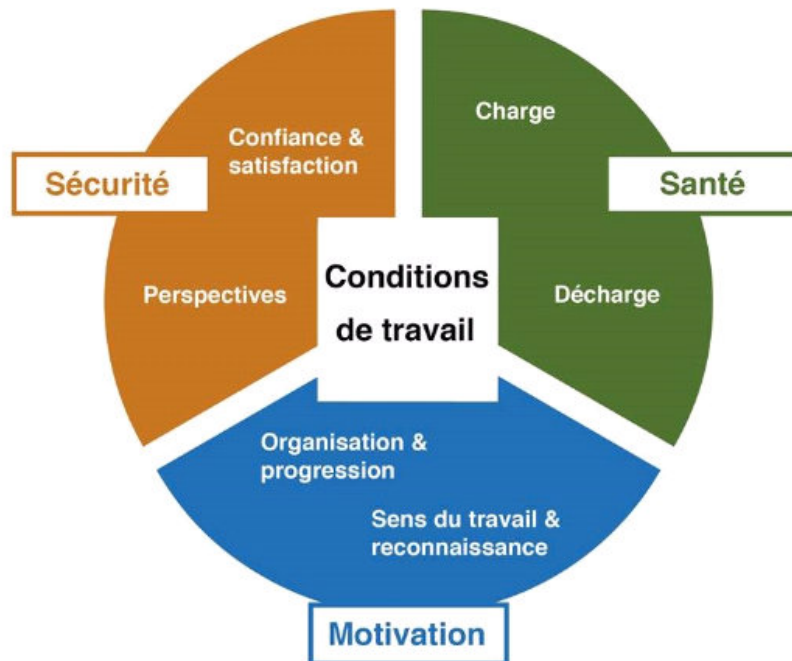 Confiance &
satisfaction
Sécurité
Perspectives
Charge
Santé
Décharge
Conditions
de travail
Organisation &
progression
Sens du travail &
reconnaissance
Motivation